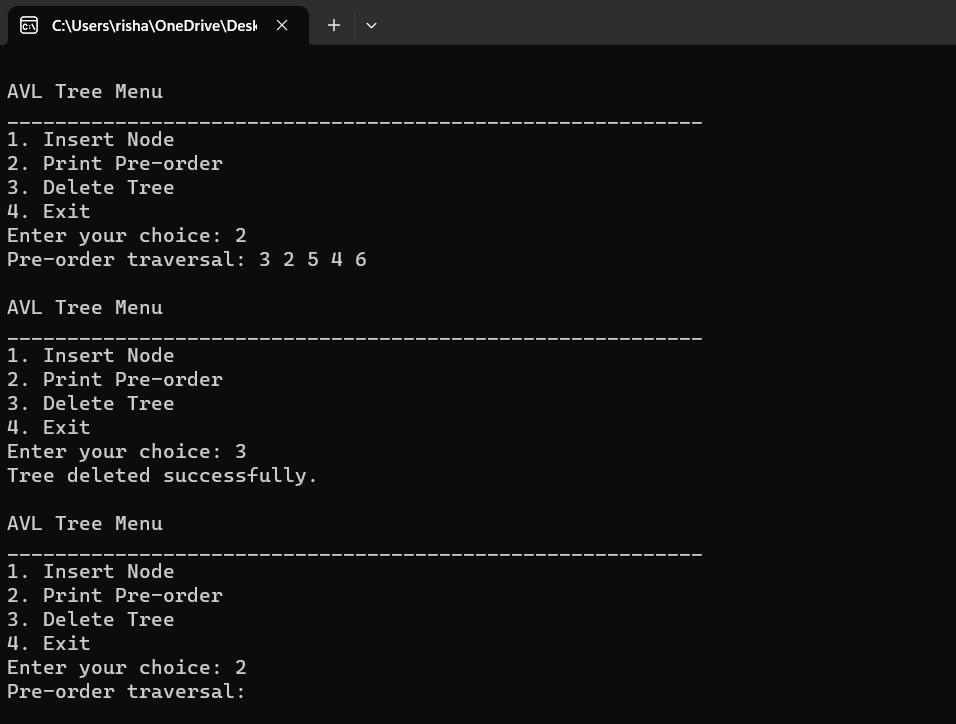 C:\Users\risha\OneDrive\Desk
AVL Tree Menu
__________________________________________________________
1. Insert Node
2. Print Pre-order
3. Delete Tree
4. Exit
Enter your choice: 2
Pre-order traversal: 3 2 5 4 6
AVL Tree Menu
__________________________________________________________
1. Insert Node
2. Print Pre-order
3. Delete Tree
4. Exit
Enter your choice: 3
Tree deleted successfully.
AVL Tree Menu
__________________________________________________________
1. Insert Node
2. Print Pre-order
3. Delete Tree
4. Exit
Enter your choice: 2
Pre-order traversal: